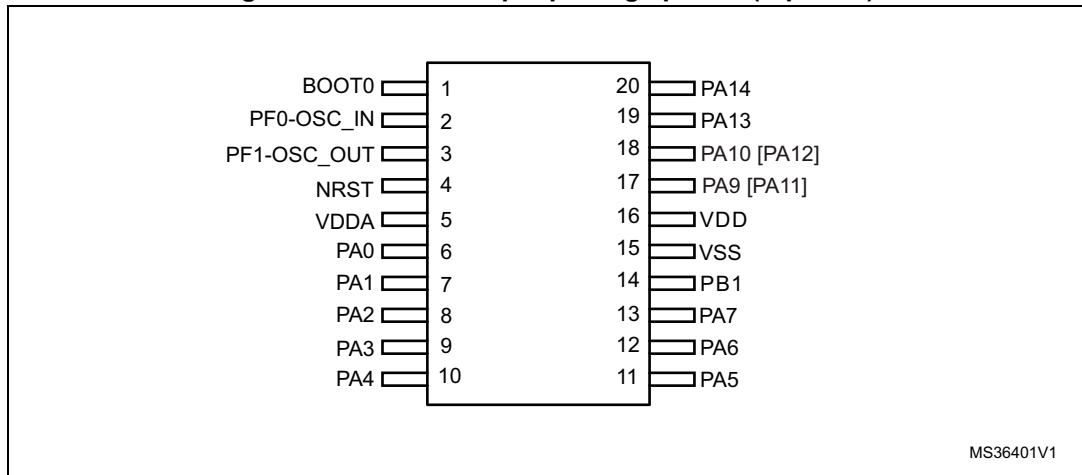 BOOT0 1 20 PA14
PF0-OSC_IN 2 19 PA13
PF1-OSC_OUT 3 18 PA10 [PA12]
NRST 4 17 PA9 [PA11]
VDDA 5 16 VDD
PA0 6 15 VSS
PA1 7 14 PB1
PA2 8 13 PA7
PA3 9 12 PA6
PA4 10 11 PA5
MS36401V1